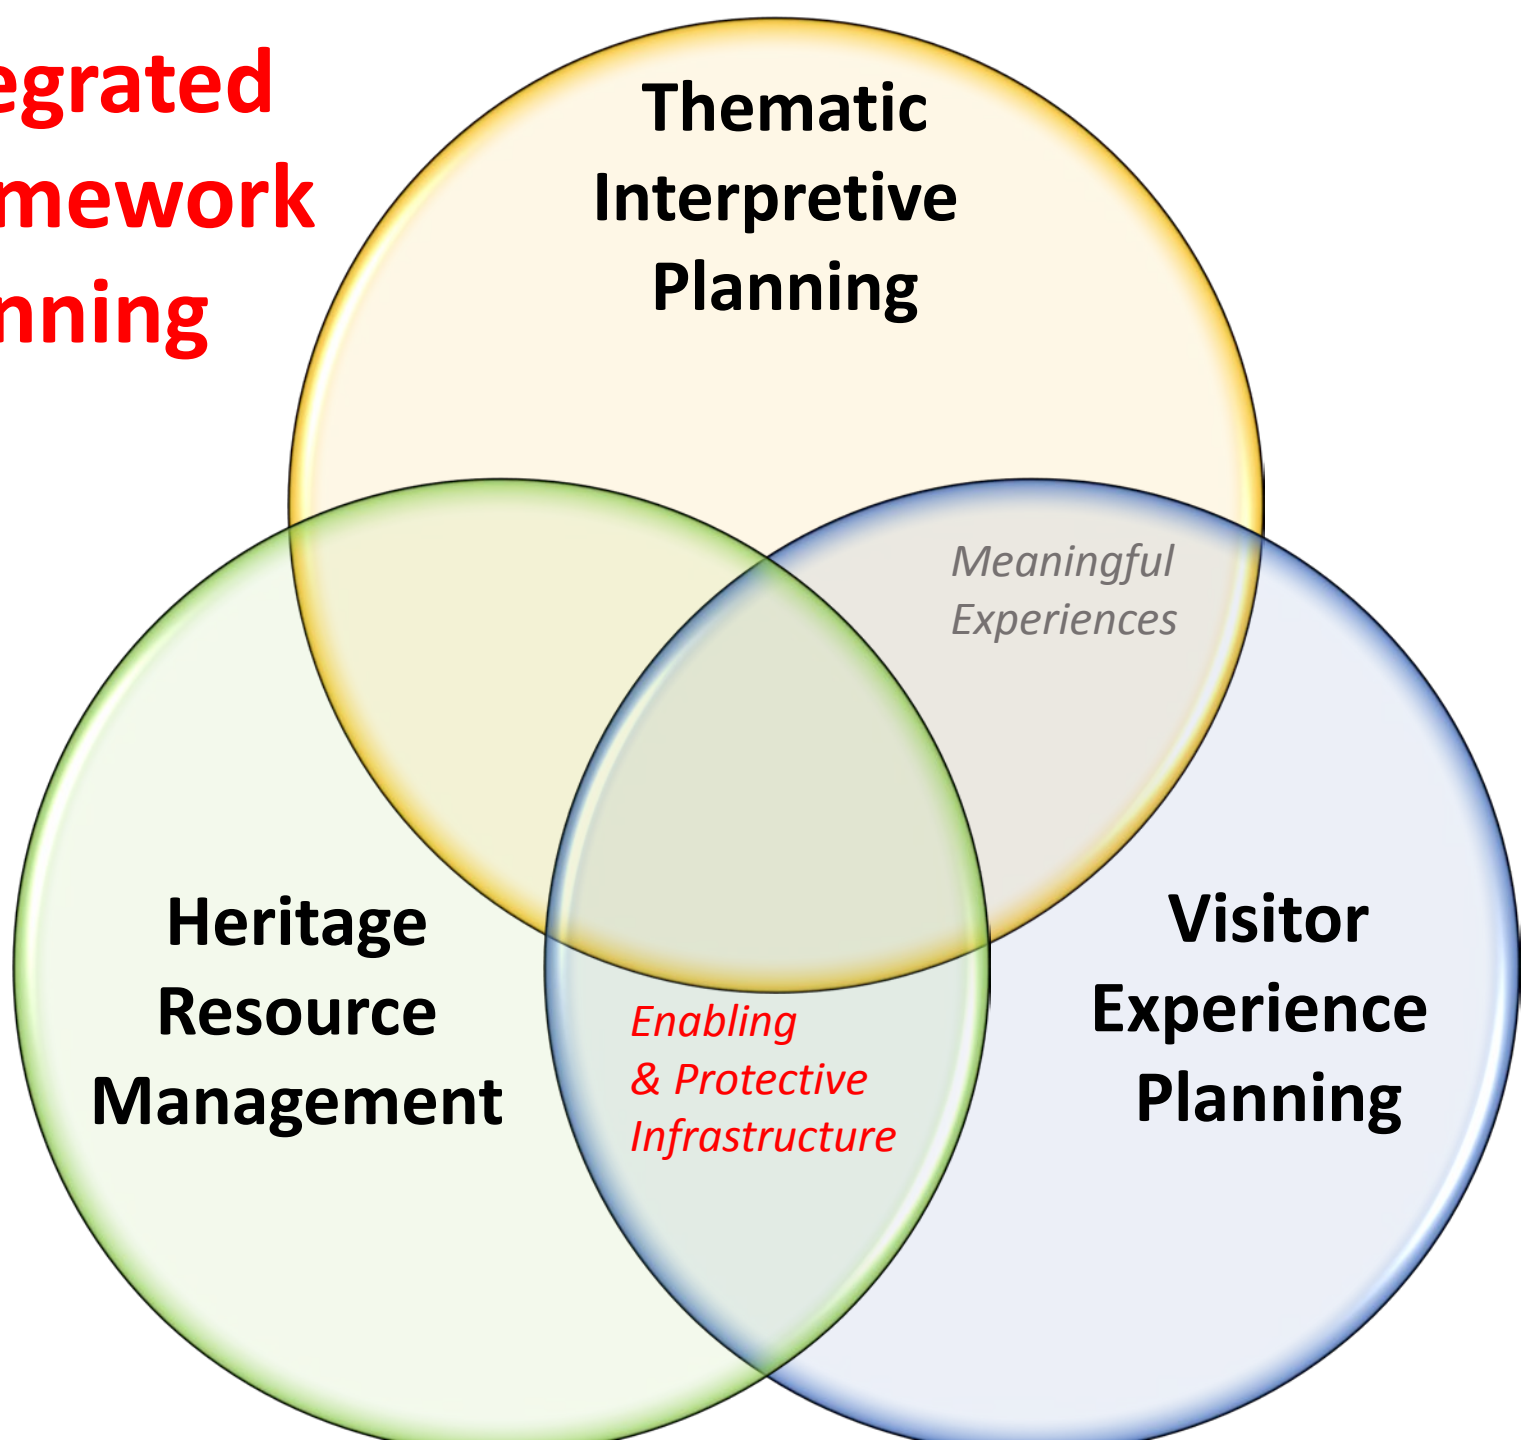 egrated
mework
nning
Thematic
Interpretive
Planning
Meaningful
Experiences
Heritage
Resource
Management
Enabling
& Protective
Infrastructure
Visitor
Experience
Planning